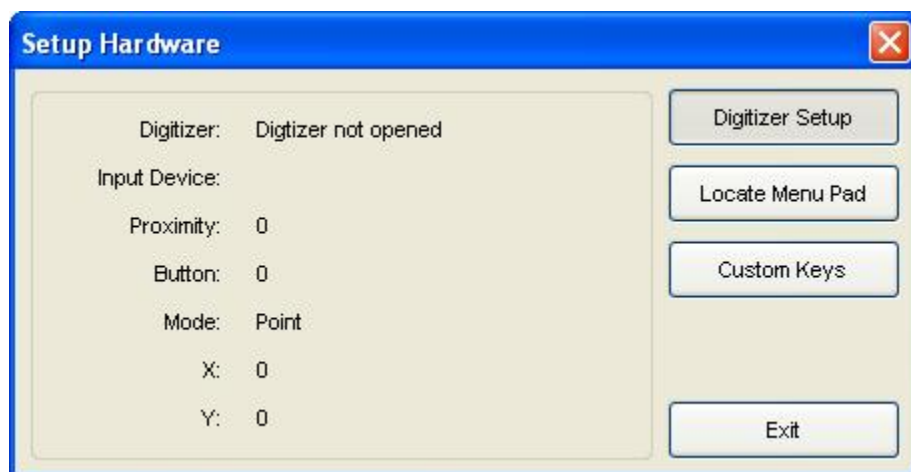 Setup Hardware
Digitizer: Digtizer not opened
Input Device:
Proximity: 0
Button: 0
Mode: Point
X: 0
Y: 0
Digitizer Setup
Locate Menu Pad
Custom Keys
Exit